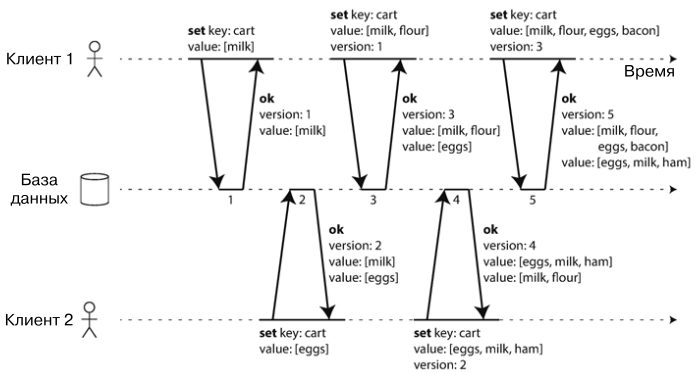 set key: cart
value: [milk]
set key: cart
value: [milk, flour]
version: 1
set key: cart
value: [milk, flour, eggs, bacon]
version: 3
Клиент 1
Время
ok
version: 1
value: [milk]
ok
version: 3
value: [milk, flour]
value: [eggs]
ok
version: 5
value: [milk, flour,
eggs, bacon]
value: [eggs, milk, ham]
База
данных
1
2
3
4
5
ok
version: 2
value: [milk]
value: [eggs]
ok
version: 4
value: [eggs, milk, ham]
value: [milk, flour]
Клиент 2
set key: cart
value: [eggs]
set key: cart
value: [eggs, milk, ham]
version: 2